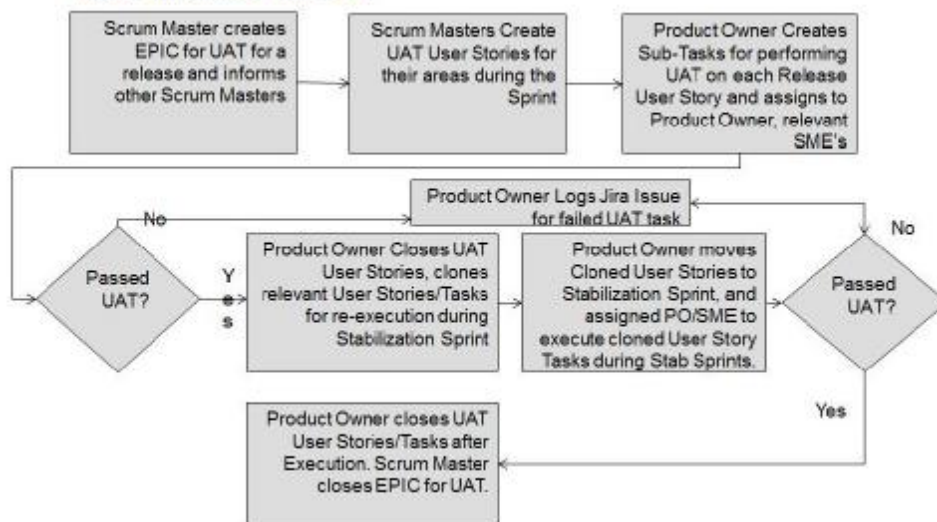 Scrum Master creates
EPIC for UAT for a
release and informs
other Scrum Masters
Scrum Masters Create
UAT User Stories for
their areas during the
Sprint
Product Owner Creates
Sub-Tasks for performing
UAT on each Release
User Story and assigns to
Product Owner, relevant
SME's
Product Owner Logs Jira Issue
for failed UAT task
No
No
Passed
UAT?
Yes
Product Owner Closes UAT
User Stories, clones
relevant User Stories/Tasks
for re-execution during
Stabilization Sprint
Product Owner moves
Cloned User Stories to
Stabilization Sprint, and
assigned PO/SME to
execute cloned User Story
Tasks during Stab Sprints.
Passed
UAT?
Yes
Product Owner closes UAT
User Stories/Tasks after
Execution. Scrum Master
closes EPIC for UAT.